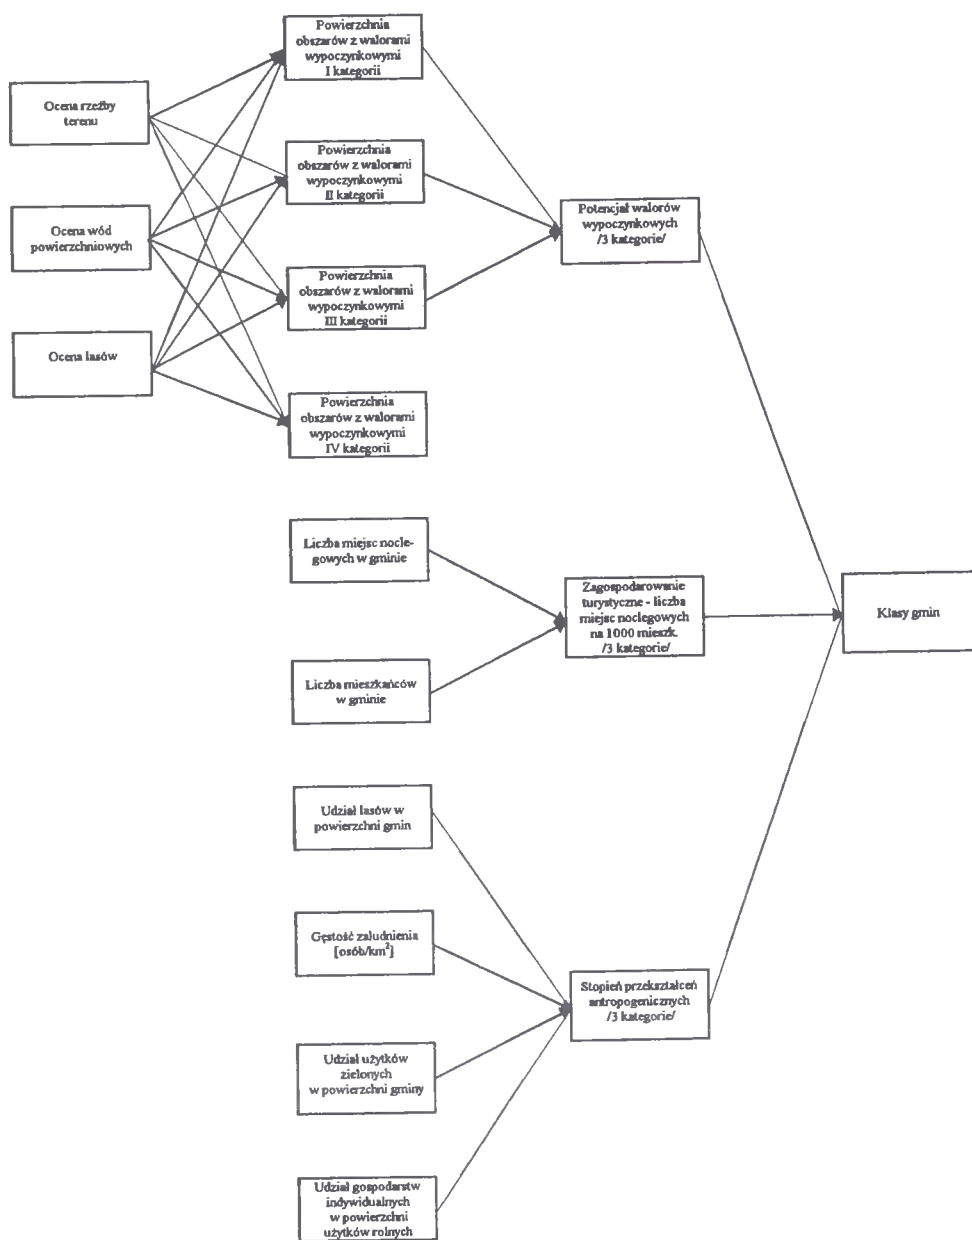 Ocena rzeźby
terenu
Ocena wód
powierzchniowych
Ocena lasów
Powierzchnia
obszarów z walorami
wypoczynkowymi
I kategorii
Powierzchnia
obszarów z walorami
wypoczynkowymi
II kategorii
Powierzchnia
obszarów z walorami
wypoczynkowymi
III kategorii
Powierzchnia
obszarów z walorami
wypoczynkowymi
IV kategorii
Potencjał walorów
wypoczynkowych
/3 kategorie/
Liczba miejsc nocle-
gowych w gminie
Liczba mieszkańców
w gminie
Zagospodarowanie
turystyczne - liczba
miejsc noclegowych
na 1000 mieszk.
/3 kategorie/
Klasy gmin
Udział lasów w
powierzchni gmin
Gęstość zaludnienia
[osób/km²]
Udział użytków
zielonych
w powierzchni gminy
Udział gospodarstw
indywidualnych
w powierzchni
użytków rolnych
Stopień przekształceń
antropogenicznych
/3 kategorie/